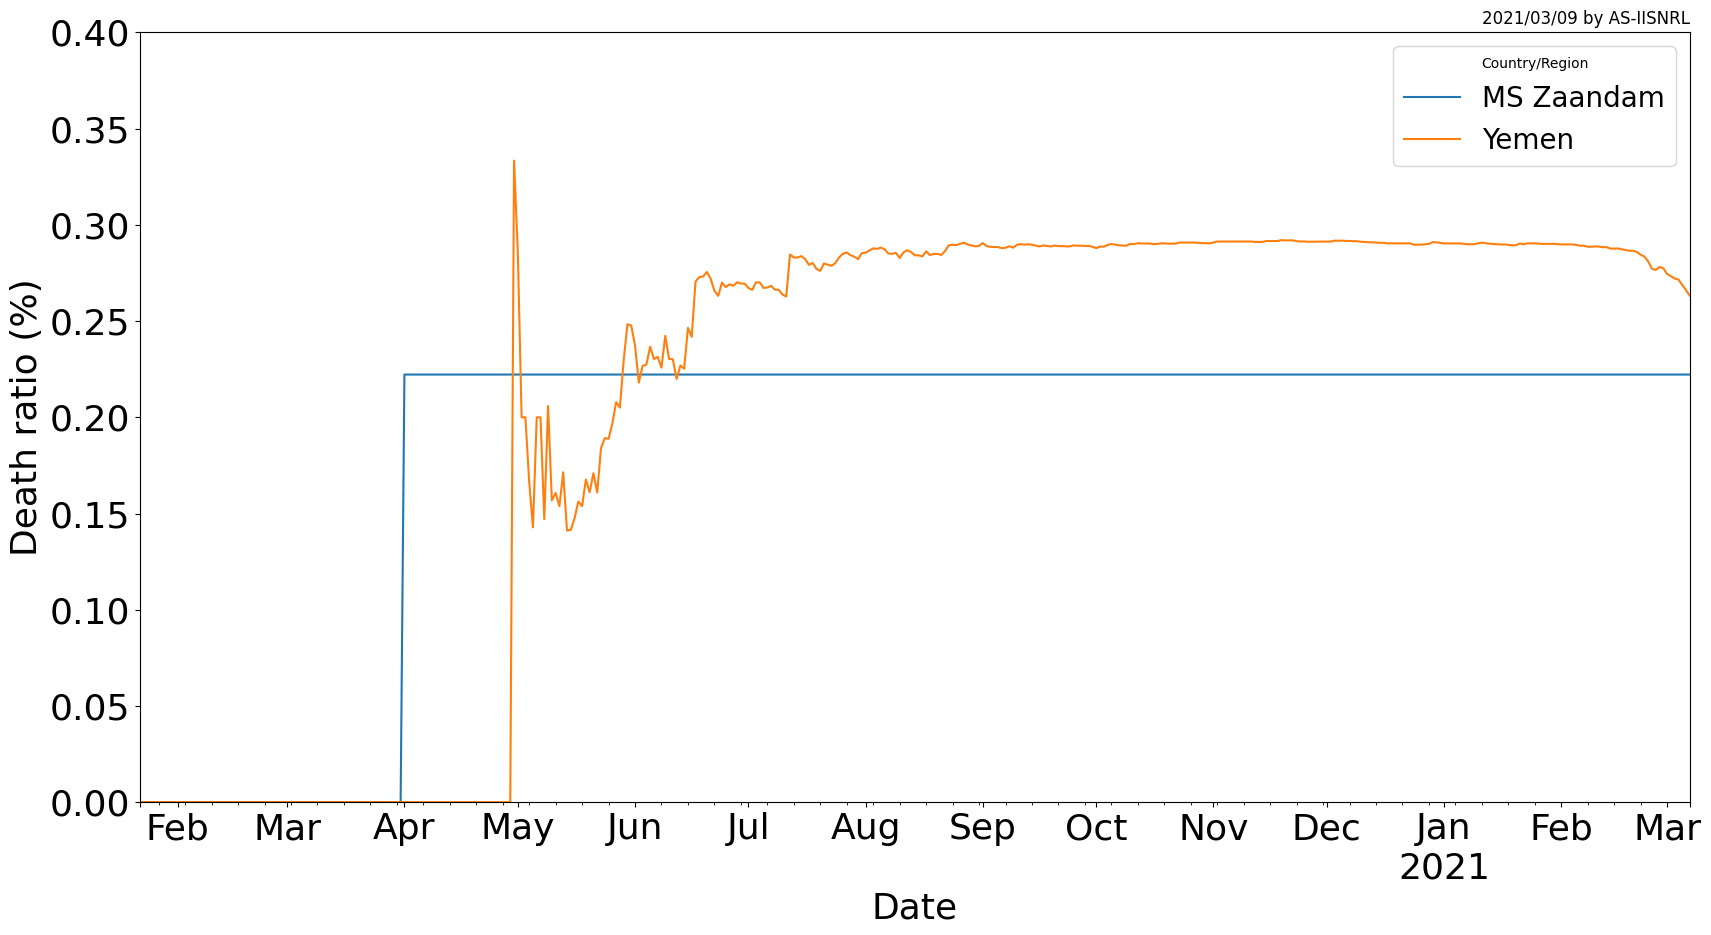 2021/03/09 by AS-IISNRL
Country/Region
MS Zaandam
Yemen
Death ratio (%)
0.40
0.35
0.30
0.25
0.20
0.15
0.10
0.05
0.00
Feb Mar Apr May Jun Jul Aug Sep Oct Nov Dec Jan Feb Mar
2021
Date